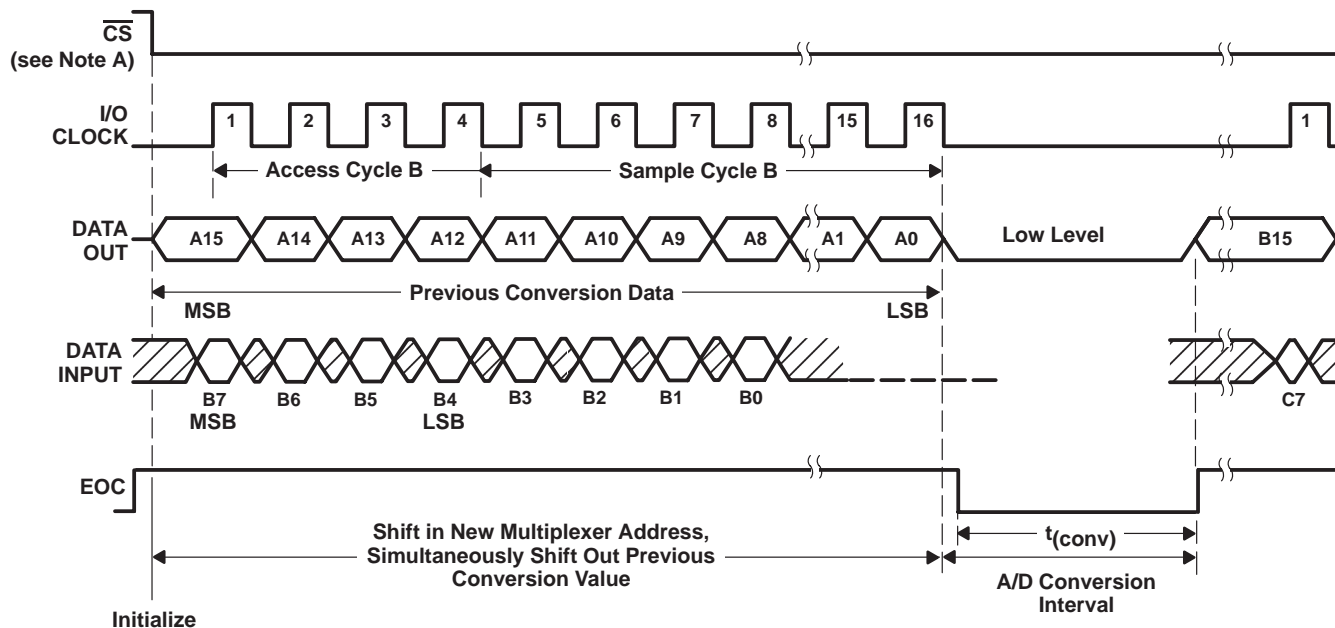 CS
(see Note A)
I/O
CLOCK
1 2 3 4 5 6 7 8 15 16 1
Access Cycle B Sample Cycle B
DATA
OUT
A15 A14 A13 A12 A11 A10 A9 A8 A1 A0 Low Level B15
Previous Conversion Data
MSB LSB
DATA
INPUT
B7 B6 B5 B4 B3 B2 B1 B0 C7
MSB LSB
EOC
Shift in New Multiplexer Address,
Simultaneously Shift Out Previous
Conversion Value
t(conv)
A/D Conversion
Interval
Initialize